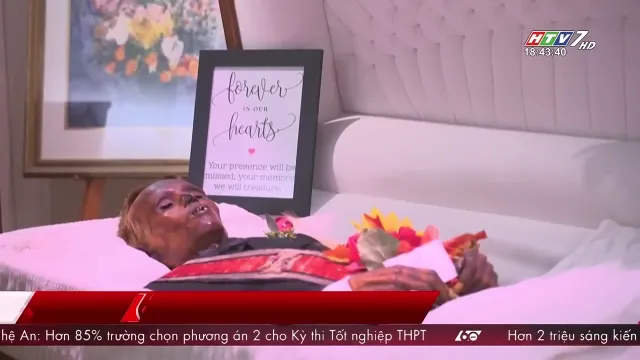 HTV7 HD
18:43:40
forever
IN OUR
hearts
Your presence will be
missed, your memory
we will treasure.
hệ An: Hơn 85% trường chọn phương án 2 cho Kỳ thi Tốt nghiệp THPT 60 Hơn 2 triệu sáng kiến